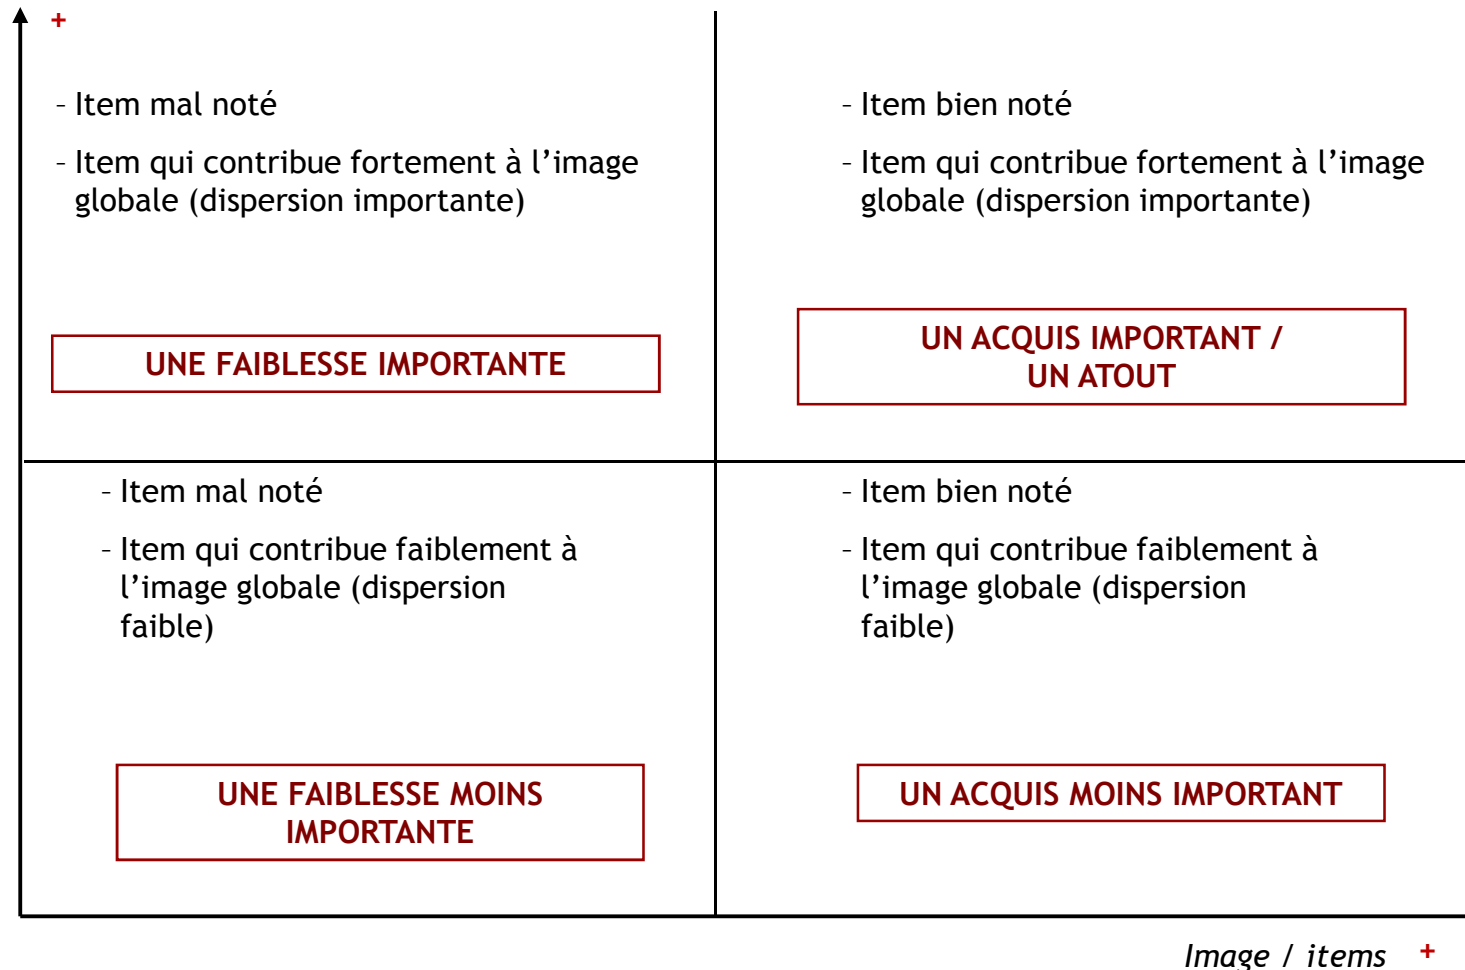 +
- Item mal noté
- Item qui contribue fortement à l’image
globale (dispersion importante)
UNE FAIBLESSE IMPORTANTE
- Item bien noté
- Item qui contribue fortement à l’image
globale (dispersion importante)
UN ACQUIS IMPORTANT /
UN ATOUT
- Item mal noté
- Item qui contribue faiblement à
l’image globale (dispersion
faible)
UNE FAIBLESSE MOINS
IMPORTANTE
- Item bien noté
- Item qui contribue faiblement à
l’image globale (dispersion
faible)
UN ACQUIS MOINS IMPORTANT
Image / items +